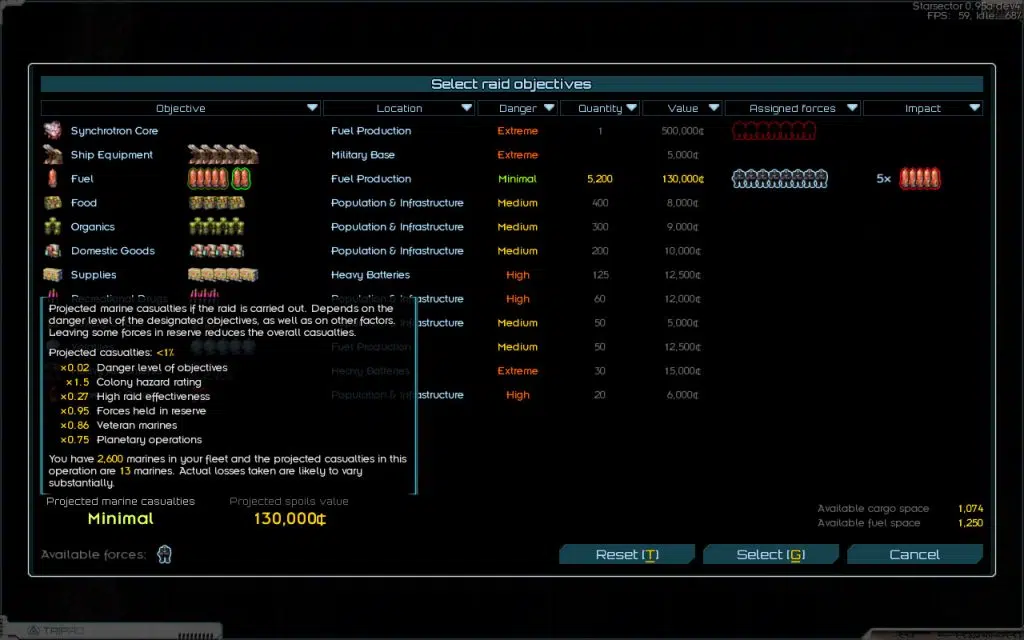 Starsector 0.95a-dev4
FPS: 59, Idle: 687
Select raid objectives
Objective Location Danger Quantity Value Assigned forces Impact
Synchrotron Core Fuel Production Extreme 1 500,000¢
Ship Equipment Military Base Extreme 5,000¢
Fuel Fuel Production Minimal 5,200 130,000¢ 5×
Food Population & Infrastructure Medium 400 8,000¢
Organics Population & Infrastructure Medium 300 9,000¢
Domestic Goods Population & Infrastructure Medium 200 10,000¢
Supplies Heavy Batteries High 125 12,500¢
Recreational Drugs Population & Infrastructure High 60 12,000¢
Projected marine casualties if the raid is carried out. Depends on the
danger level of the designated objectives, as well as on other factors.
Leaving some forces in reserve reduces the overall casualties.
astructure Medium 50 5,000¢
Fuel Production Medium 50 12,500¢
Projected casualties: <1%
×0.02 Danger level of objectives
Heavy Batteries Extreme 30 15,000¢
×1.5 Colony hazard rating
×0.27 High raid effectiveness
Population & Infrastructure High 20 6,000¢
×0.95 Forces held in reserve
×0.86 Veteran marines
×0.75 Planetary operations
You have 2,600 marines in your fleet and the projected casualties in this
operation are 13 marines. Actual losses taken are likely to vary
substantially.
Projected marine casualties Projected spoils value
Minimal 130,000¢
Available cargo space 1,074
Available fuel space 1,250
Available forces:
Reset [T] Select [G] Cancel
TRIPAD